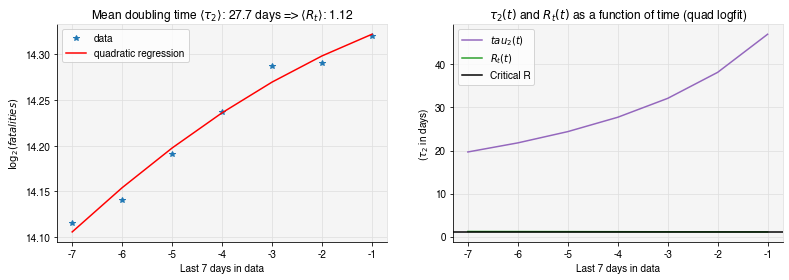 Mean doubling time ⟨τ₂⟩: 27.7 days => ⟨Rₜ⟩: 1.12
data
quadratic regression
14.30
14.25
14.20
14.15
14.10
log₂(fatalities)
-7 -6 -5 -4 -3 -2 -1
Last 7 days in data
τ₂(t) and Rₜ(t) as a function of time (quad logfit)
tau₂(t)
Rₜ(t)
Critical R
40
30
20
10
0
(τ₂ in days)
-7 -6 -5 -4 -3 -2 -1
Last 7 days in data